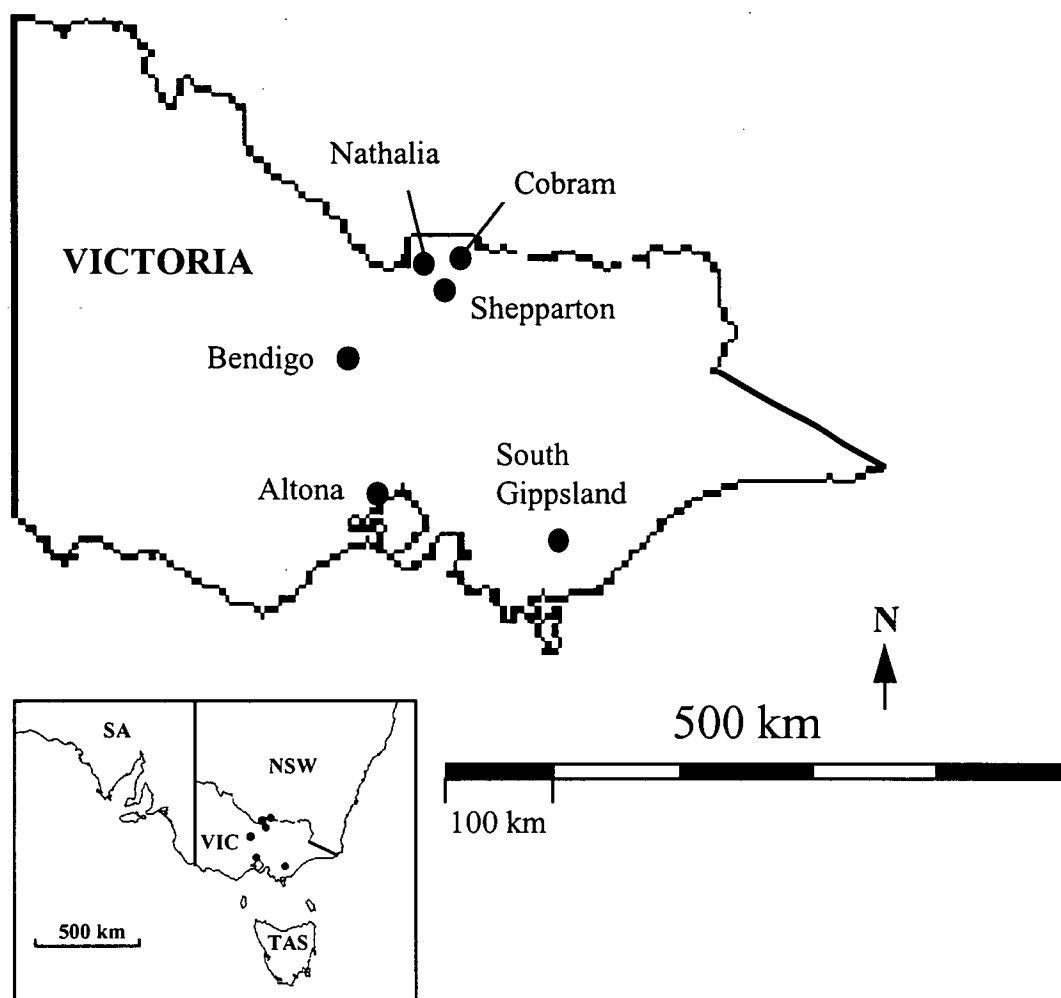 Nathalia
Cobram
VICTORIA
Shepparton
Bendigo
South
Gippsland
Altona
N
500 km
100 km
SA
NSW
VIC
500 km
TAS